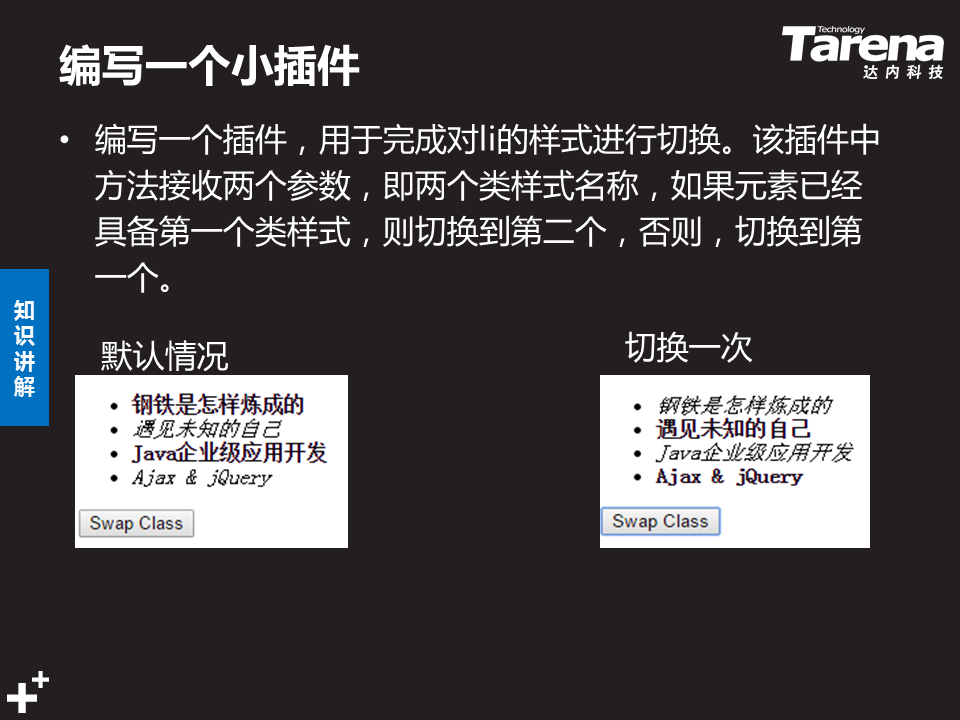 编写一个小插件
Technology
Tarena
达内科技
• 编写一个插件，用于完成对li的样式进行切换。该插件中
方法接收两个参数，即两个类样式名称，如果元素已经
具备第一个类样式，则切换到第二个，否则，切换到第
一个。
知识讲解
默认情况
• 钢铁是怎样炼成的
• 遇见未知的自己
• Java企业级应用开发
• Ajax & jQuery
Swap Class
切换一次
• 钢铁是怎样炼成的
• 遇见未知的自己
• Java企业级应用开发
• Ajax & jQuery
Swap Class